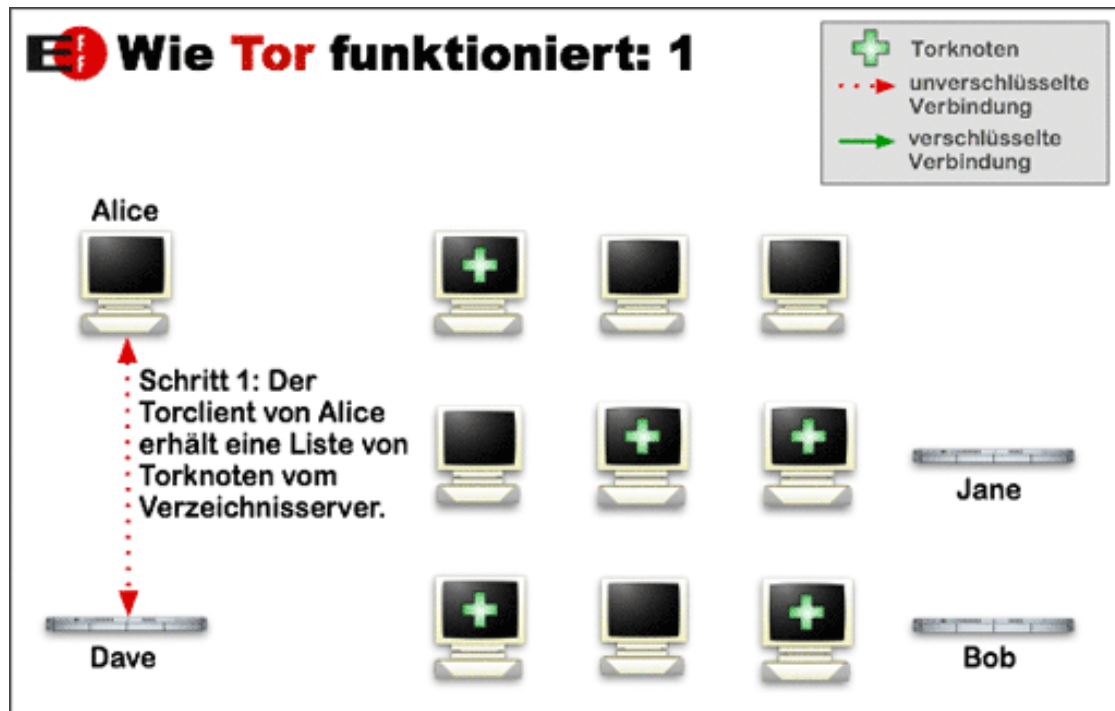 EFF Wie Tor funktioniert: 1
Torknoten
unverschlüsselte
Verbindung
verschlüsselte
Verbindung
Alice
Schritt 1: Der
Torclient von Alice
erhält eine Liste von
Torknoten vom
Verzeichnisserver.
Jane
Dave
Bob